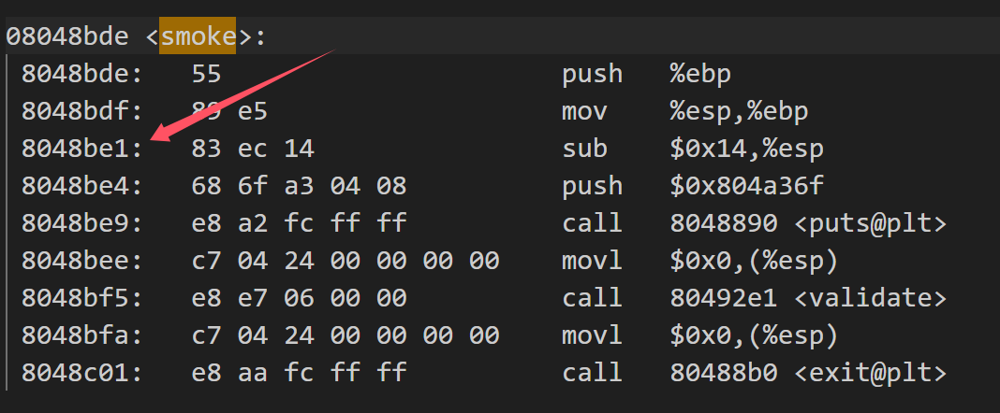 08048bde <smoke>:
8048bde: 55 push %ebp
8048bdf: 89 e5 mov %esp,%ebp
8048be1: 83 ec 14 sub $0x14,%esp
8048be4: 68 6f a3 04 08 push $0x804a36f
8048be9: e8 a2 fc ff ff call 8048890 <puts@plt>
8048bee: c7 04 24 00 00 00 00 movl $0x0,(%esp)
8048bf5: e8 e7 06 00 00 call 80492e1 <validate>
8048bfa: c7 04 24 00 00 00 00 movl $0x0,(%esp)
8048c01: e8 aa fc ff ff call 80488b0 <exit@plt>